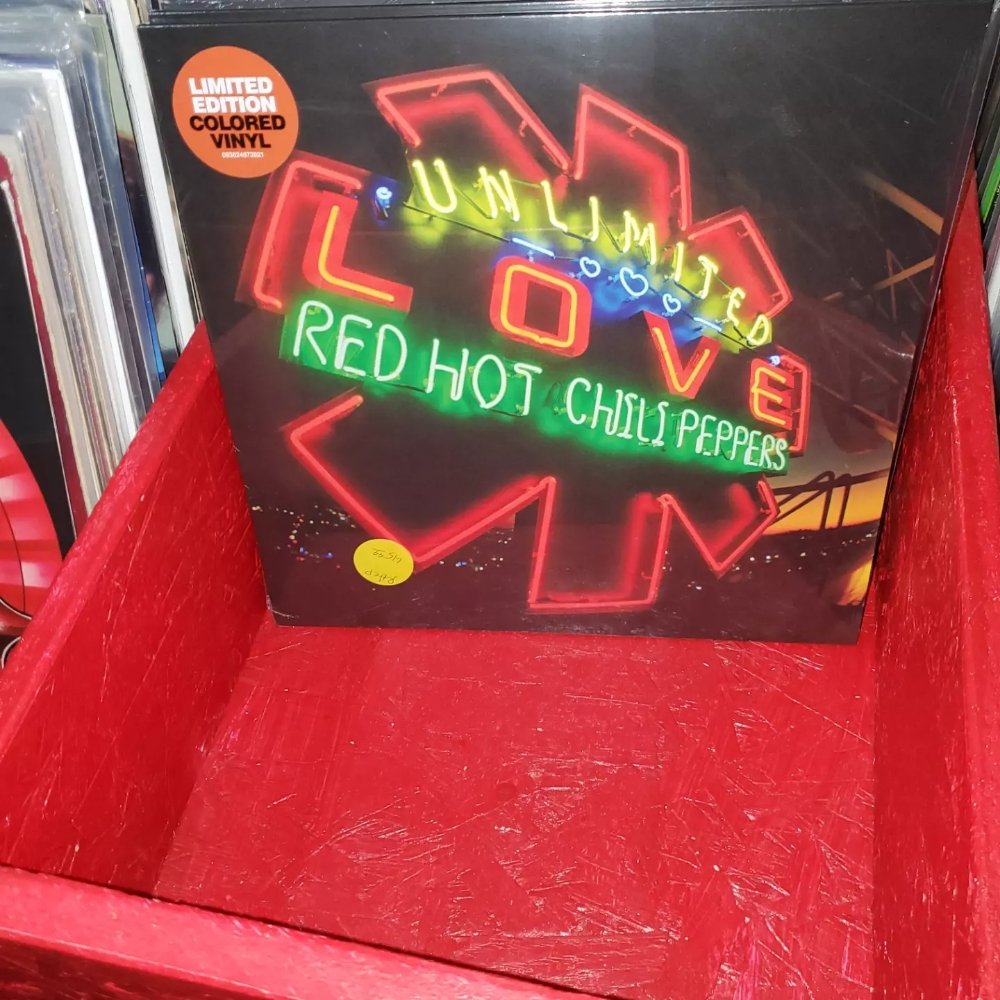 LIMITED
EDITION
COLORED
VINYL
UNLIMITED
LOVE
RED HOT CHILI PEPPERS